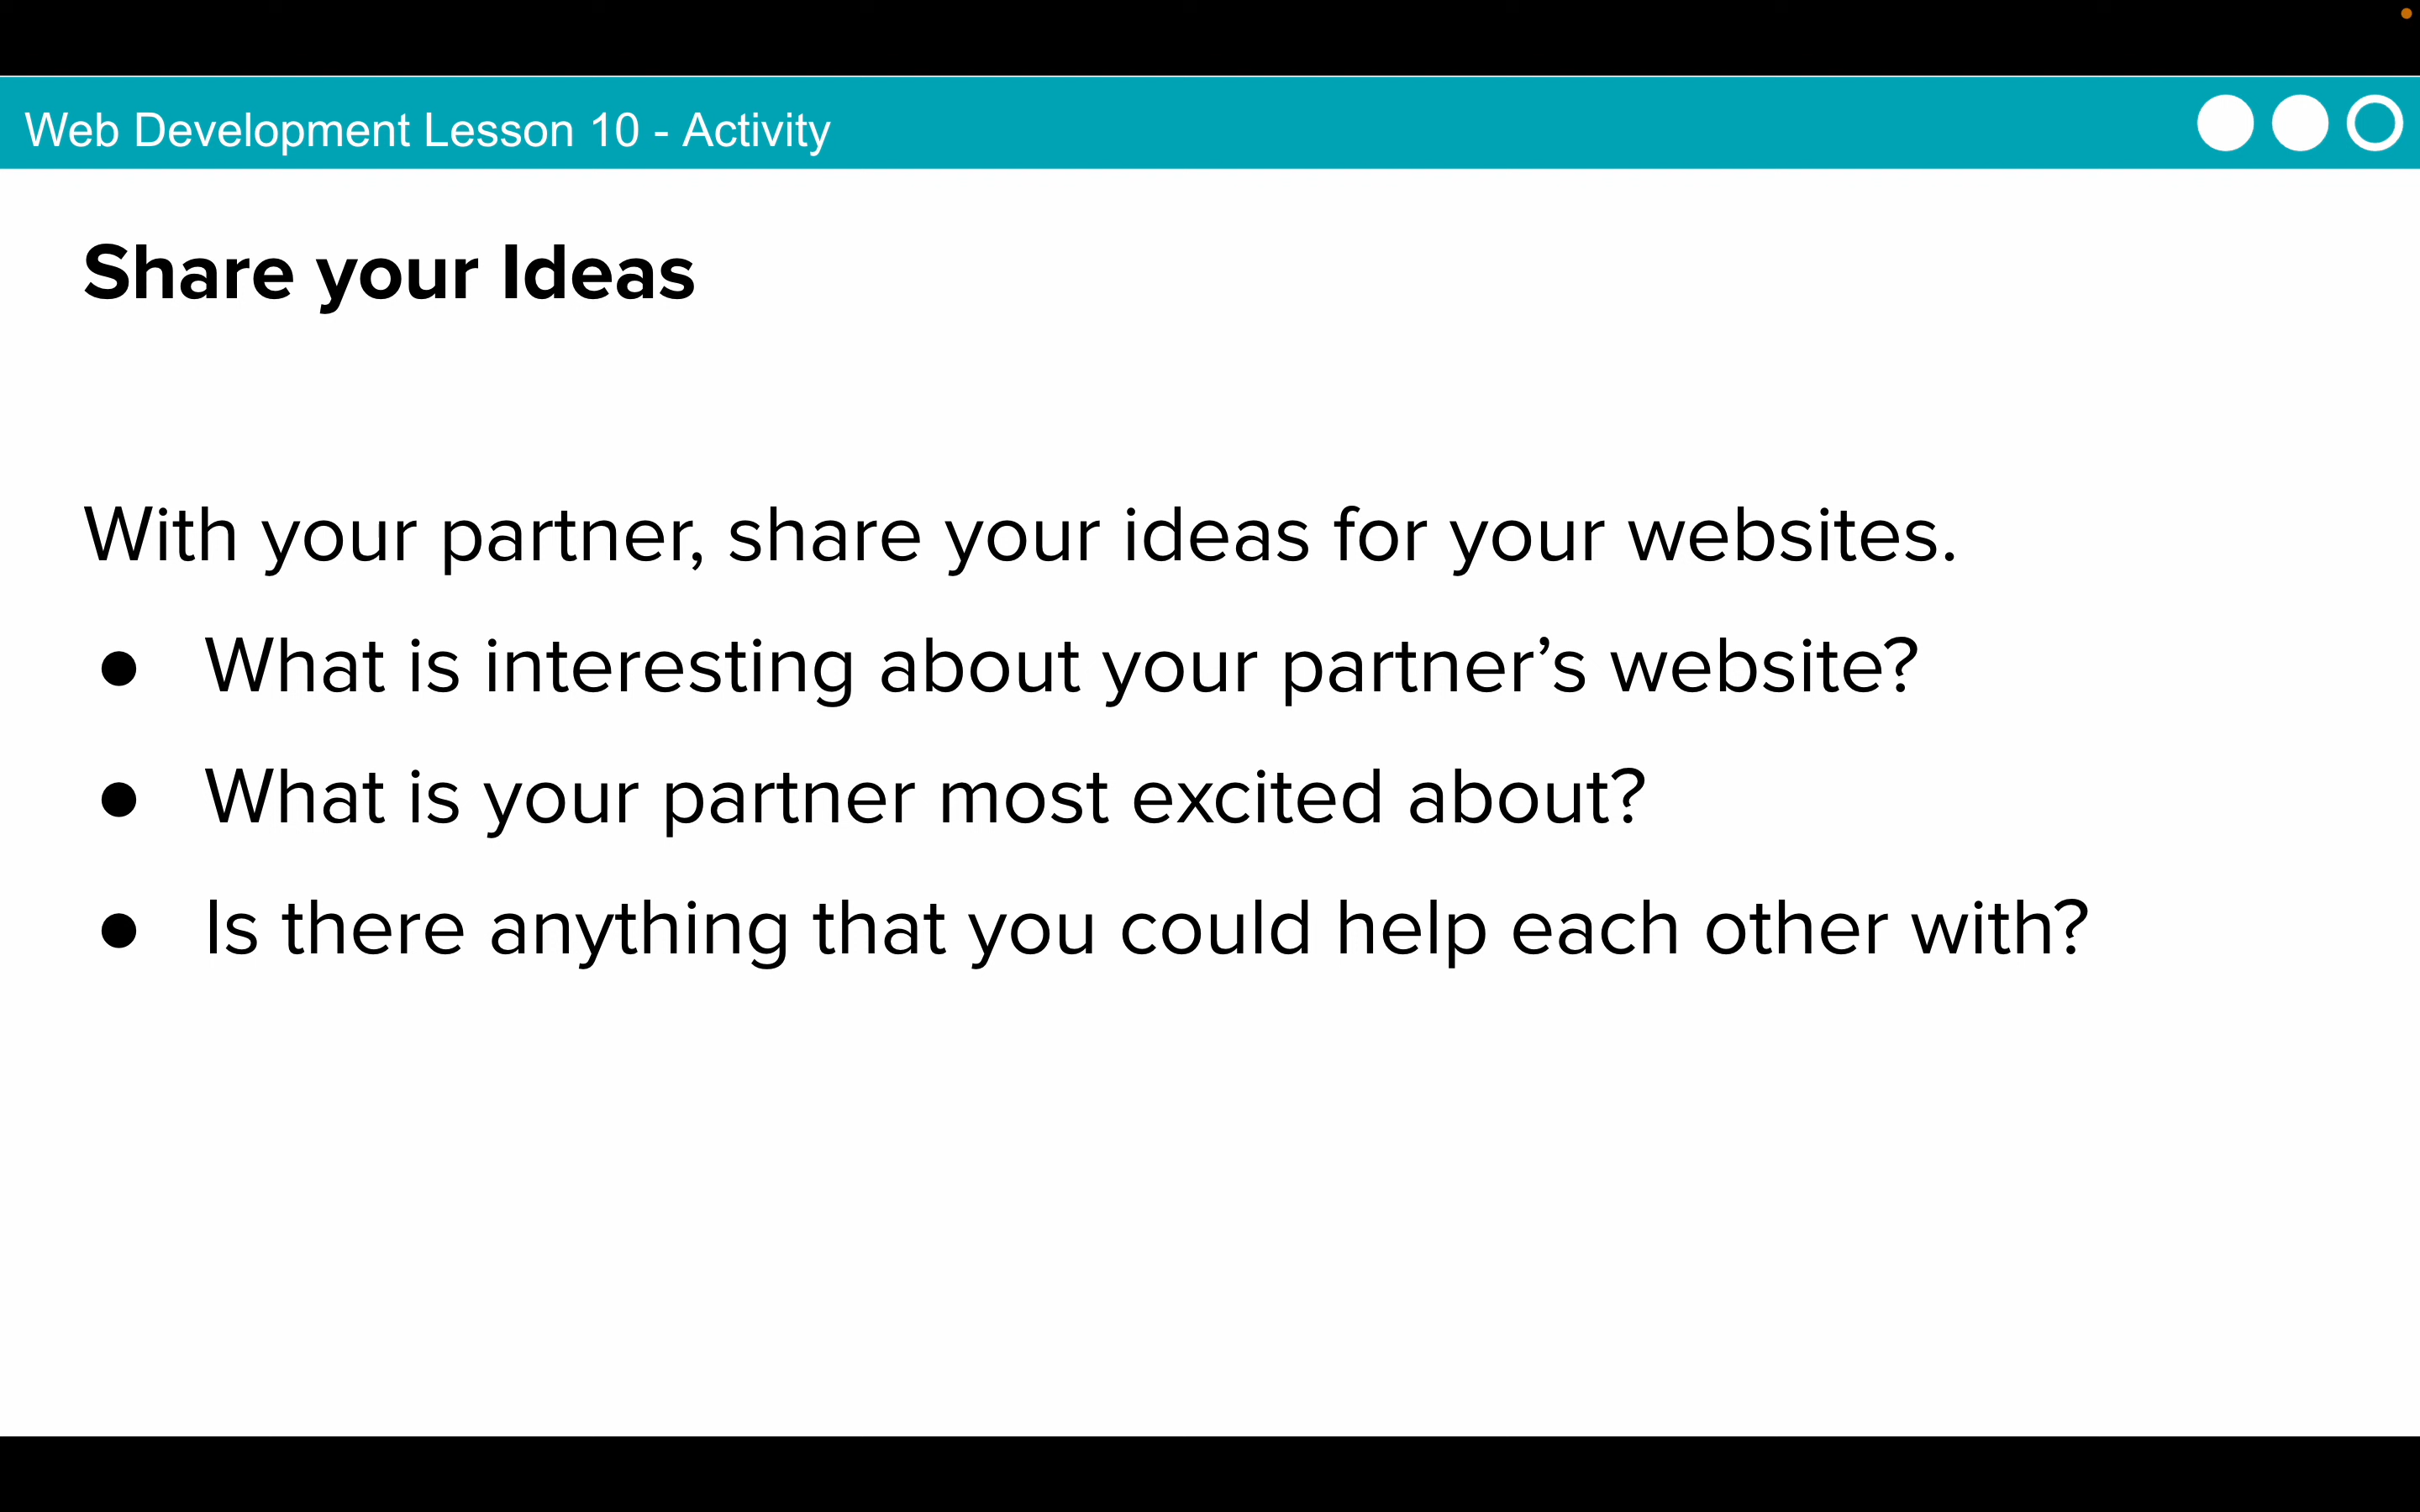 Web Development Lesson 10 - Activity
Share your Ideas
With your partner, share your ideas for your websites.
● What is interesting about your partner’s website?
● What is your partner most excited about?
● Is there anything that you could help each other with?